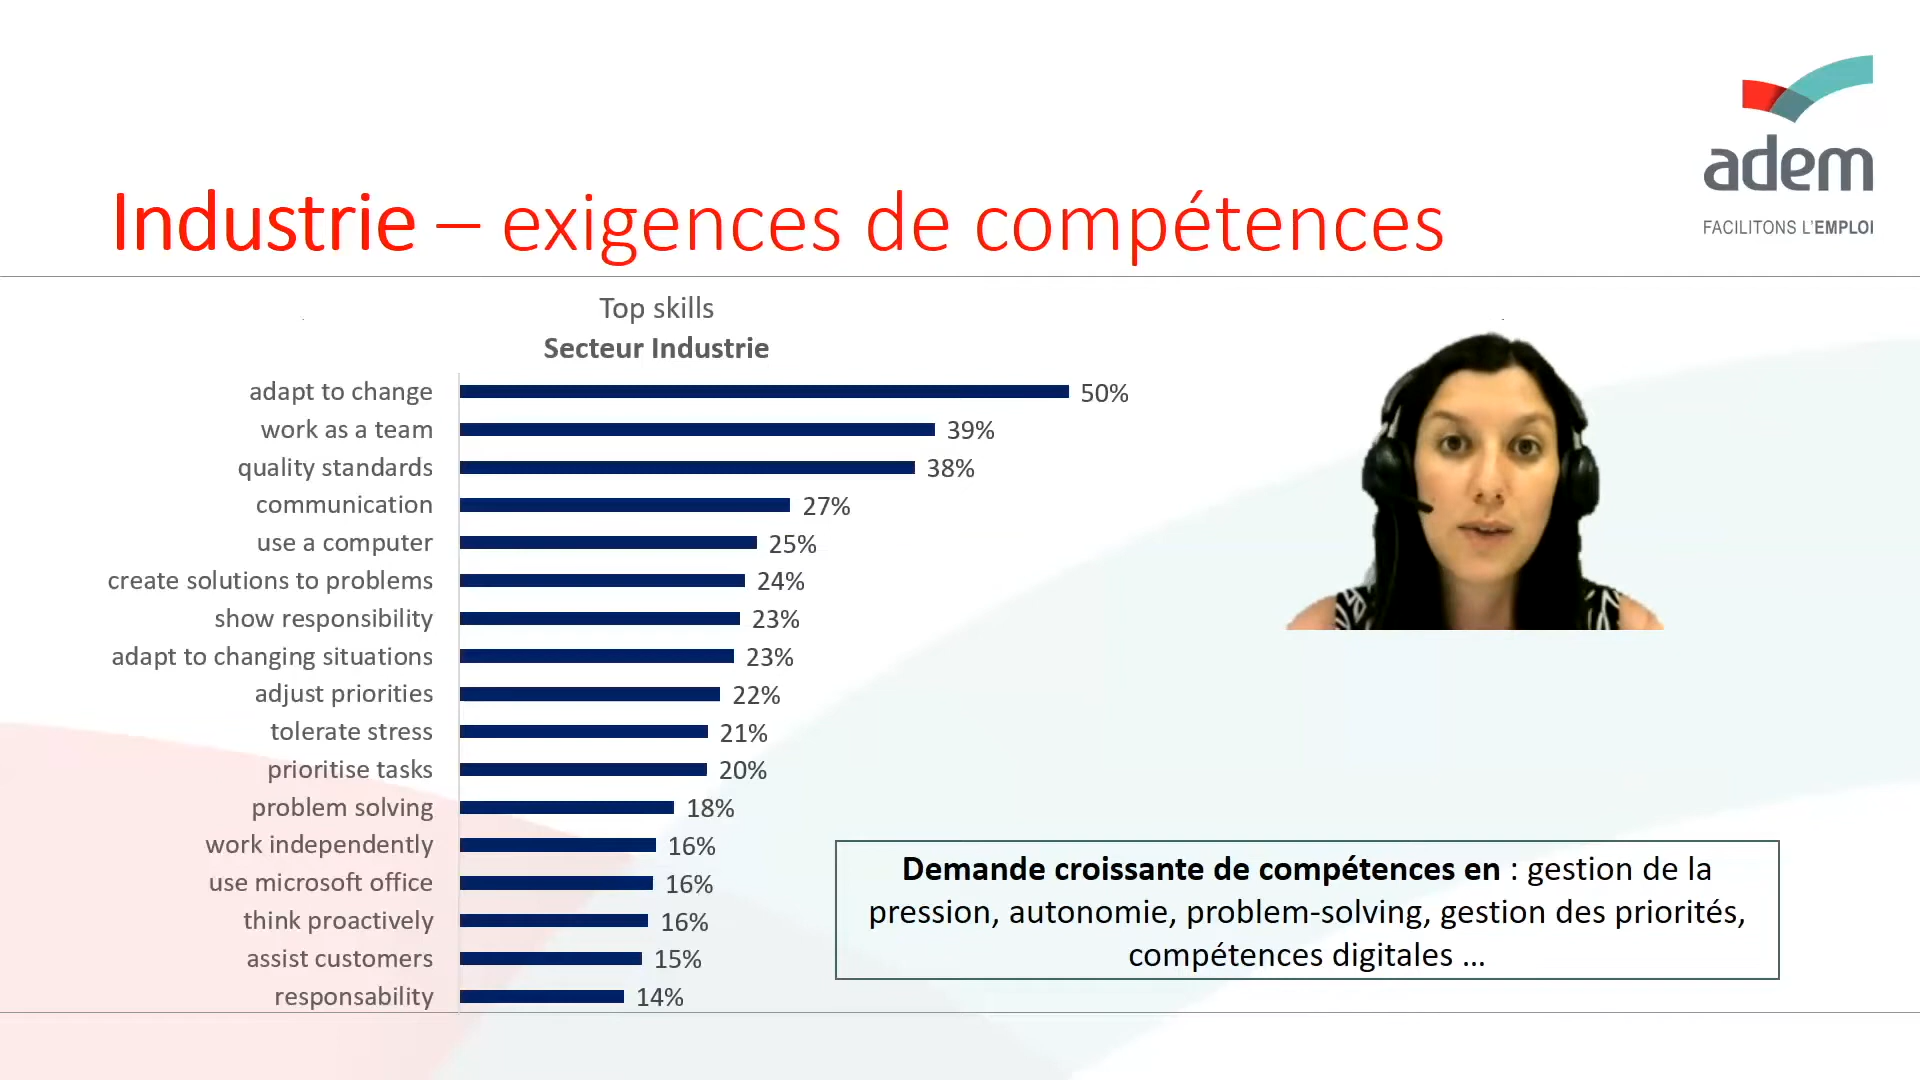 adem
FACILITONS L'EMPLOI
Industrie – exigences de compétences
Top skills
Secteur Industrie
adapt to change 50%
work as a team 39%
quality standards 38%
communication 27%
use a computer 25%
create solutions to problems 24%
show responsibility 23%
adapt to changing situations 23%
adjust priorities 22%
tolerate stress 21%
prioritise tasks 20%
problem solving 18%
work independently 16%
use microsoft office 16%
think proactively 16%
assist customers 15%
responsability 14%
Demande croissante de compétences en : gestion de la
pression, autonomie, problem-solving, gestion des priorités,
compétences digitales ...